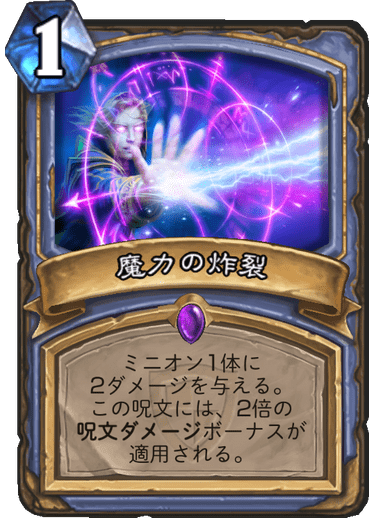 1
魔力の炸裂
ミニオン1体に
2ダメージを与える。
この呪文には、2倍の
呪文ダメージボーナスが
適用される。